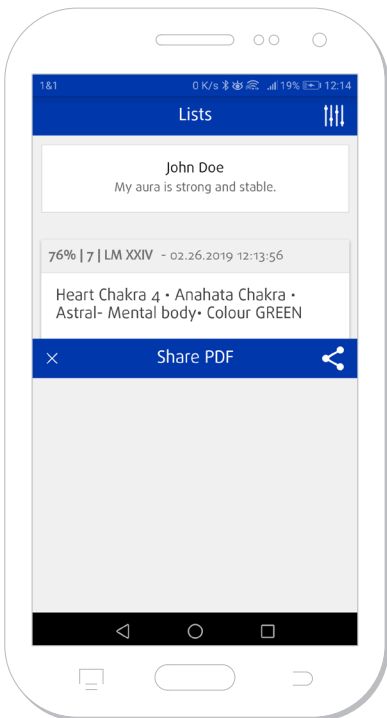 1&1 0 K/s 19% 12:14
Lists
John Doe
My aura is strong and stable.
76% | 7 | LM XXIV - 02.26.2019 12:13:56
Heart Chakra 4 • Anahata Chakra •
Astral- Mental body• Colour GREEN
Share PDF